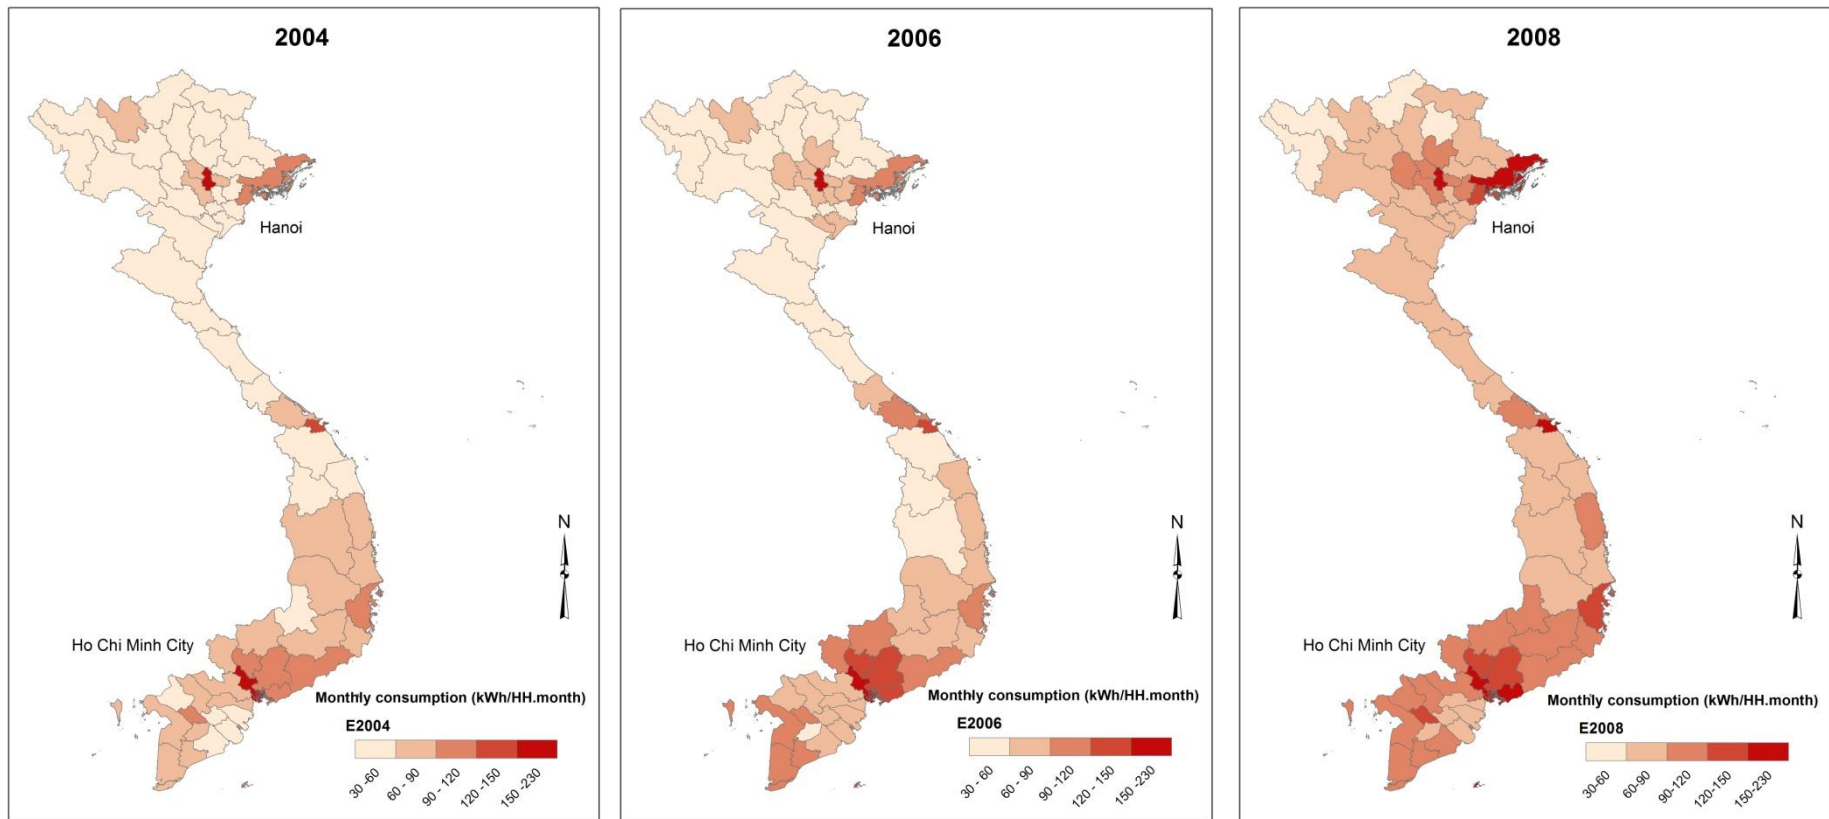 2004
Hanoi
N
Ho Chi Minh City
Monthly consumption (kWh/HH.month)
E2004
30-60
60 - 90
90 -120
120 -150
150 -230
2006
Hanoi
N
Ho Chi Minh City
Monthly consumption (kWh/HH.month)
E2006
30 - 60
60 - 90
90 -120
120 - 150
150 -230
2008
Hanoi
N
Ho Chi Minh City
Monthly consumption (kWh/HH.month)
E2008
30-60
60-90
90-120
120-150
150-230